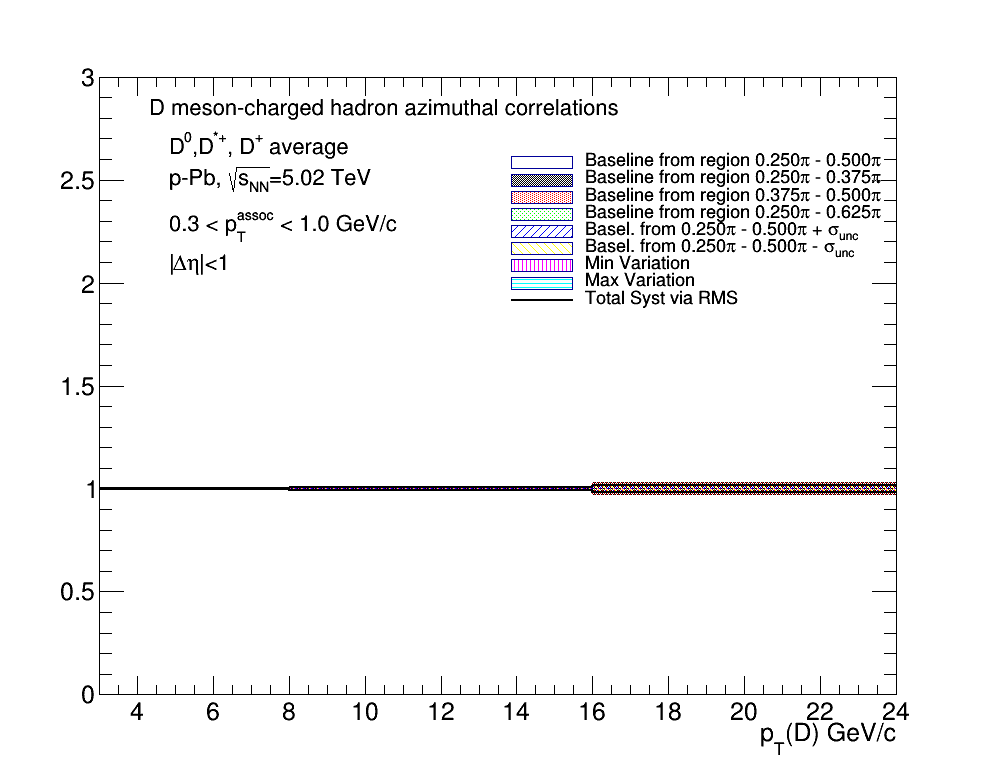 D meson-charged hadron azimuthal correlations
D⁰,D*⁺, D⁺ average
p-Pb, √sNN=5.02 TeV
0.3 < pTassoc < 1.0 GeV/c
|Δη|<1
Baseline from region 0.250π - 0.500π
Baseline from region 0.250π - 0.375π
Baseline from region 0.375π - 0.500π
Baseline from region 0.250π - 0.625π
Basel. from 0.250π - 0.500π + σunc
Basel. from 0.250π - 0.500π - σunc
Min Variation
Max Variation
Total Syst via RMS
3
2.5
2
1.5
1
0.5
0
4 6 8 10 12 14 16 18 20 22 24
pT(D) GeV/c